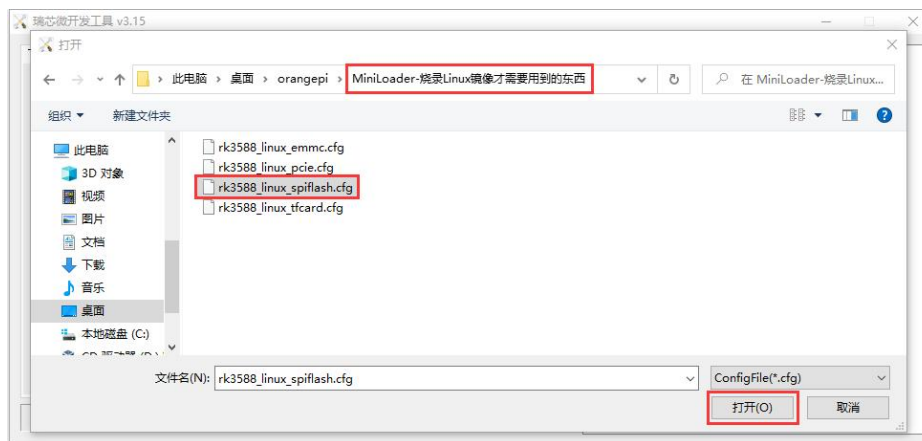 瑞芯微开发工具 v3.15
打开
此电脑 › 桌面 › orangepi › MiniLoader-烧录Linux镜像才需要用到的东西
在 MiniLoader-烧录Linux...
组织
新建文件夹
此电脑
3D 对象
视频
图片
文档
下载
音乐
桌面
本地磁盘 (C:)
rk3588_linux_emmc.cfg
rk3588_linux_pcie.cfg
rk3588_linux_spiflash.cfg
rk3588_linux_tfcard.cfg
文件名(N):
rk3588_linux_spiflash.cfg
ConfigFile(*.cfg)
打开(O)
取消